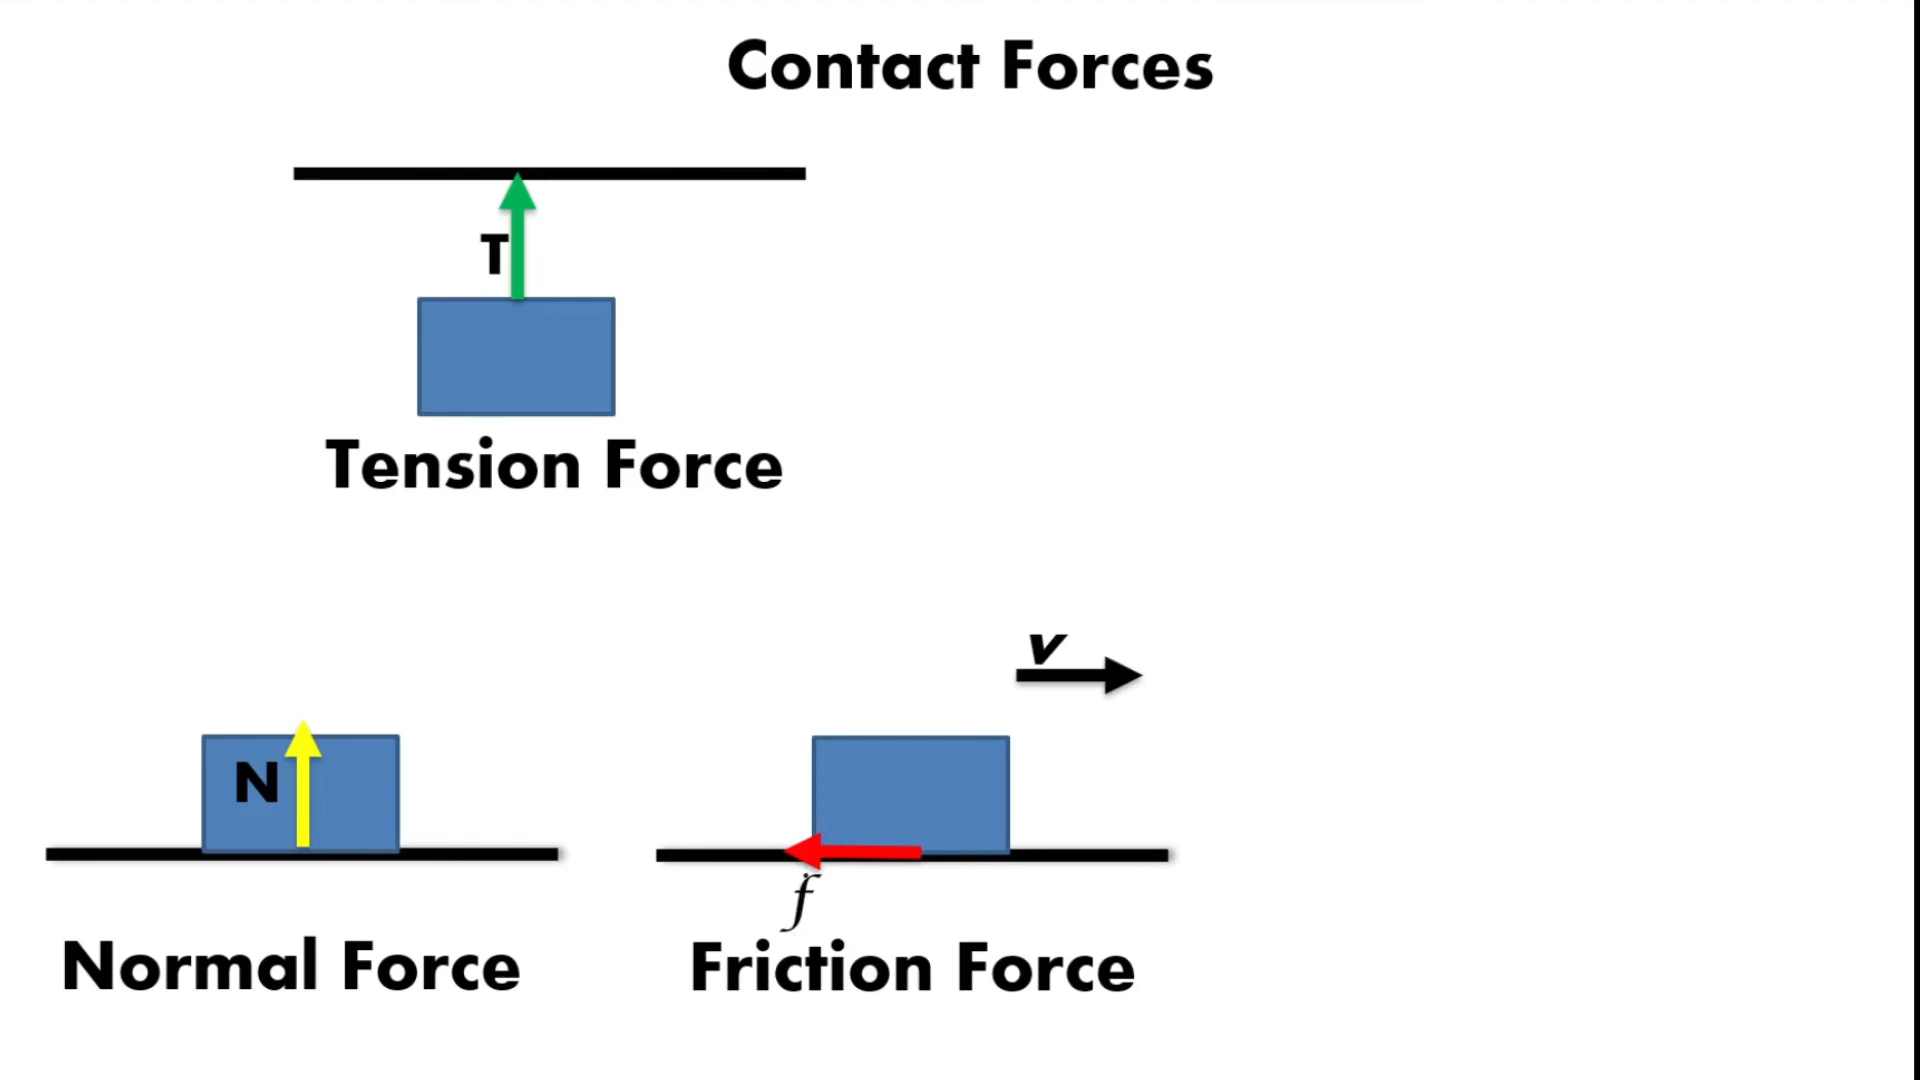 Contact Forces
T
Tension Force
v
N
f
Normal Force
Friction Force